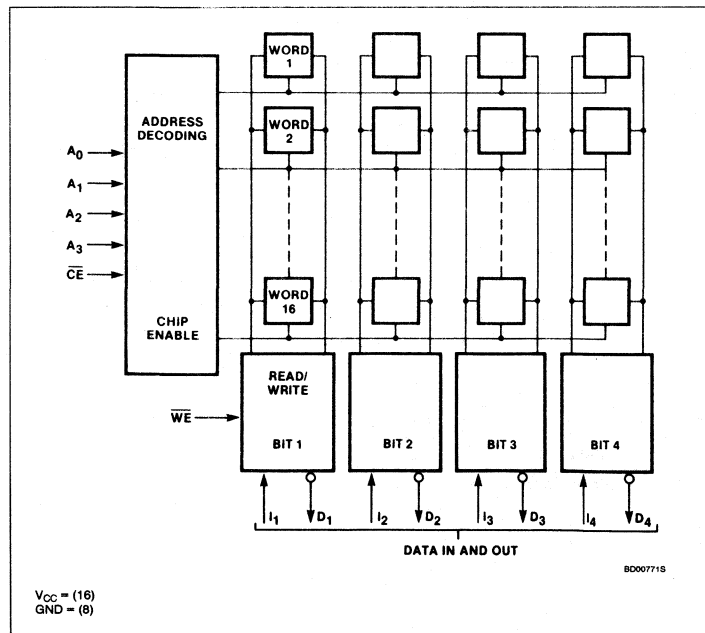 WORD
1
ADDRESS
DECODING
WORD
2
A0
A1
A2
A3
CE
WORD
16
CHIP
ENABLE
READ/
WRITE
WE
BIT 1
BIT 2
BIT 3
BIT 4
I1
D1
I2
D2
I3
D3
I4
D4
DATA IN AND OUT
BD00771S
VCC = (16)
GND = (8)